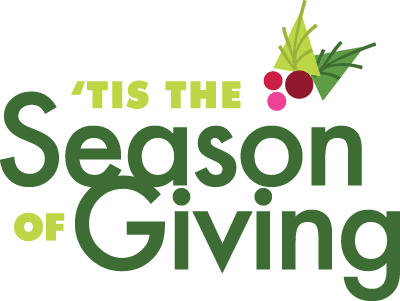 ‘TIS THE
Season
OF Giving